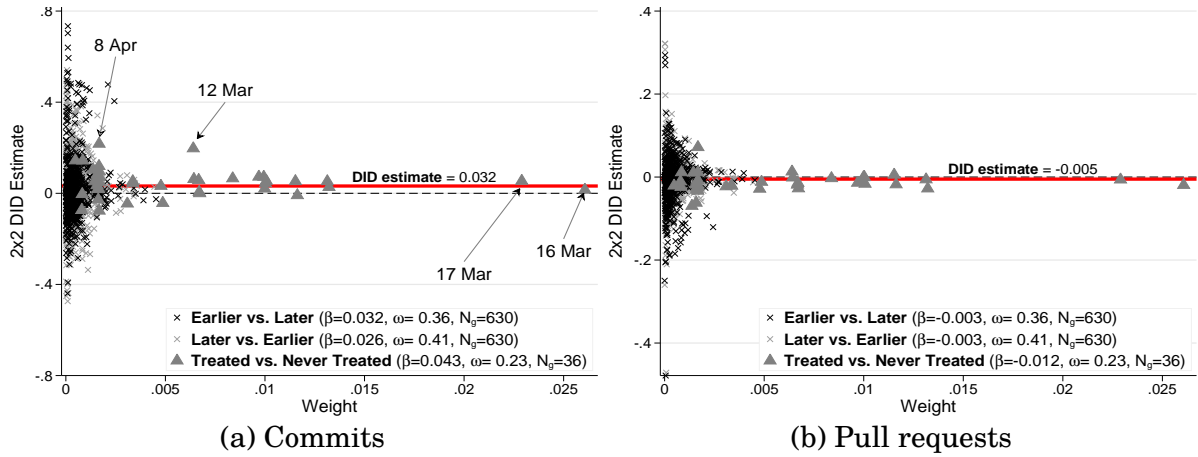 .8
.4
0
-.4
-.8
2x2 DID Estimate
8 Apr
12 Mar
DID estimate = 0.032
17 Mar
16 Mar
Earlier vs. Later (β=0.032, ω= 0.36, Ng=630)
Later vs. Earlier (β=0.026, ω= 0.41, Ng=630)
Treated vs. Never Treated (β=0.043, ω= 0.23, Ng=36)
0 .005 .01 .015 .02 .025
Weight
(a) Commits
.4
.2
0
-.2
-.4
2x2 DID Estimate
DID estimate = -0.005
Earlier vs. Later (β=-0.003, ω= 0.36, Ng=630)
Later vs. Earlier (β=-0.003, ω= 0.41, Ng=630)
Treated vs. Never Treated (β=-0.012, ω= 0.23, Ng=36)
0 .005 .01 .015 .02 .025
Weight
(b) Pull requests